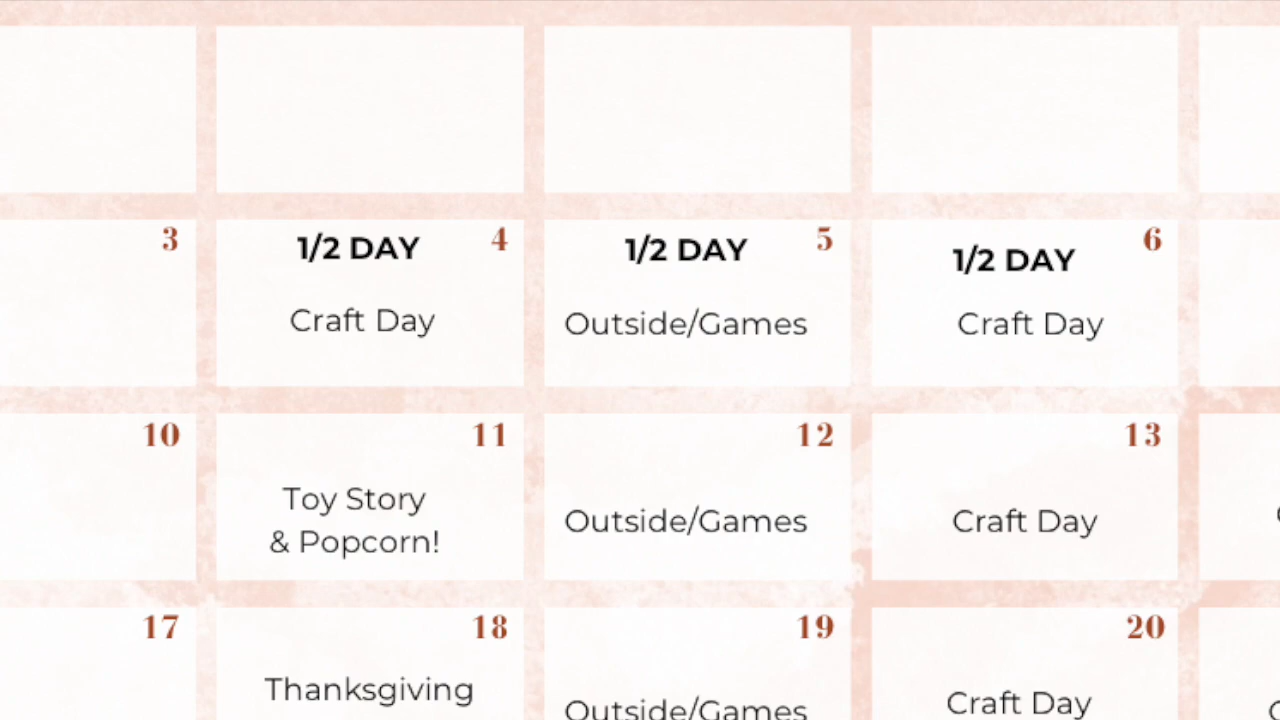 3
1/2 DAY 4
Craft Day
1/2 DAY 5
Outside/Games
1/2 DAY 6
Craft Day
10
11
Toy Story
& Popcorn!
12
Outside/Games
13
Craft Day
17
18
Thanksgiving
19
Outside/Games
20
Craft Day